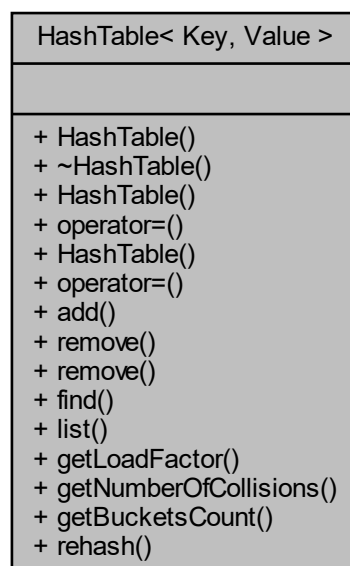 HashTable< Key, Value >
+ HashTable()
+ ~HashTable()
+ HashTable()
+ operator=()
+ HashTable()
+ operator=()
+ add()
+ remove()
+ remove()
+ find()
+ list()
+ getLoadFactor()
+ getNumberOfCollisions()
+ getBucketsCount()
+ rehash()